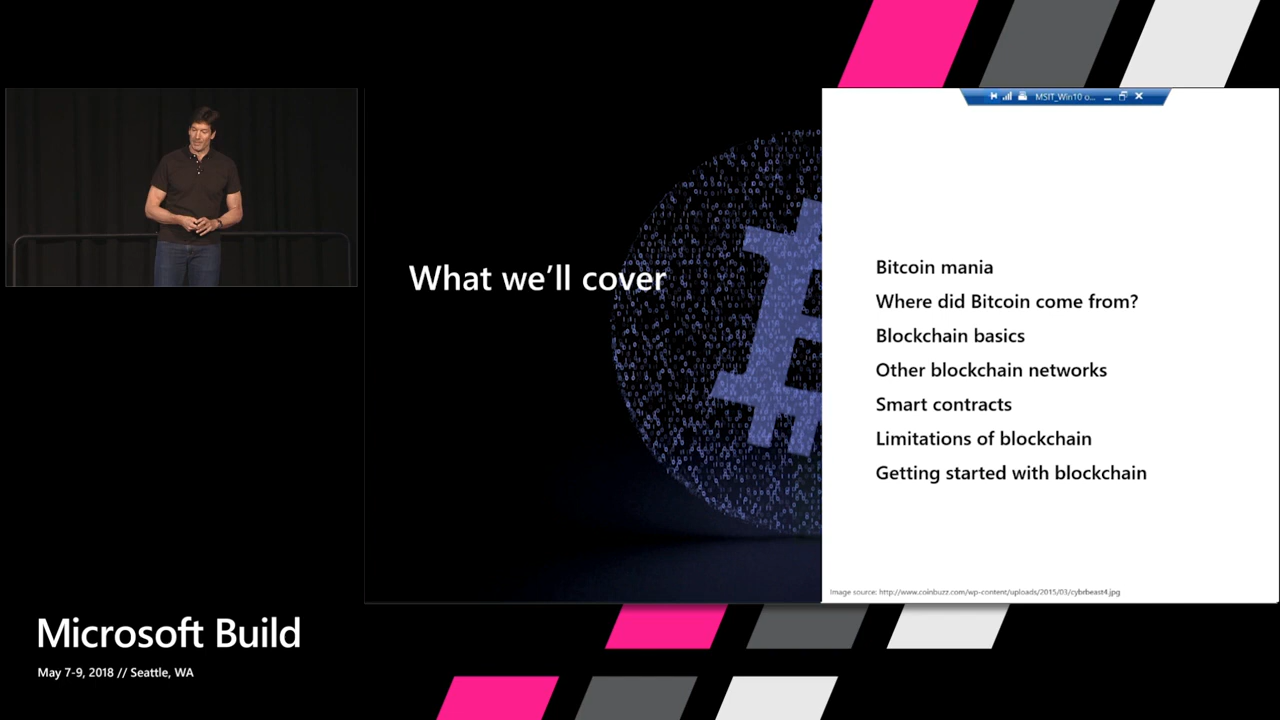 MSIT_Win10 o...
What we'll cover
Bitcoin mania
Where did Bitcoin come from?
Blockchain basics
Other blockchain networks
Smart contracts
Limitations of blockchain
Getting started with blockchain
Image source: http://www.coinbuzz.com/wp-content/uploads/2015/03/cybrbeast4.jpg
Microsoft Build
May 7-9, 2018 // Seattle, WA